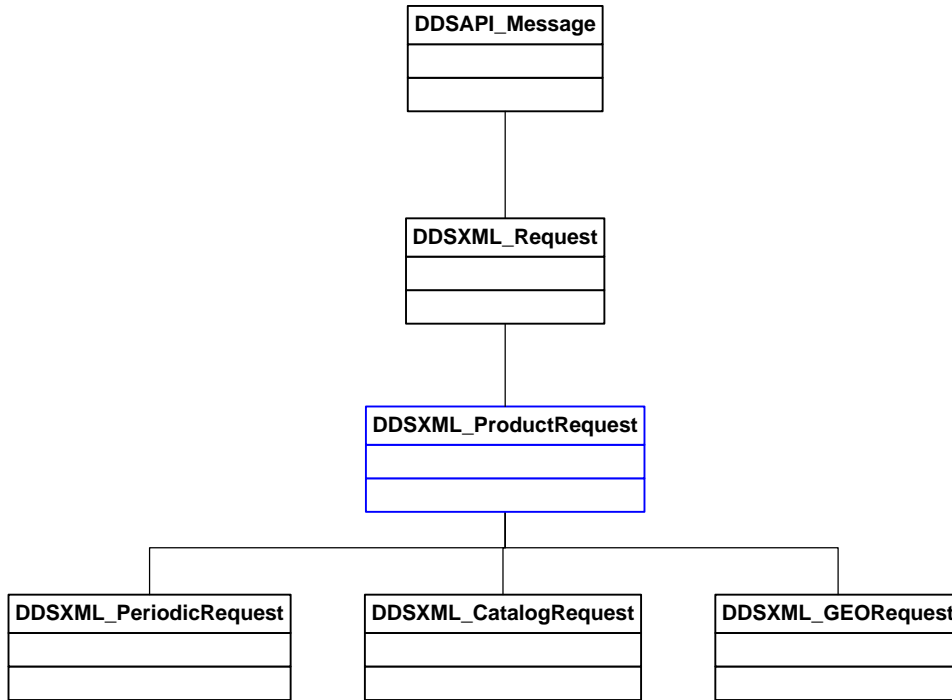 DDSAPI_Message
DDSXML_Request
DDSXML_ProductRequest
DDSXML_PeriodicRequest
DDSXML_CatalogRequest
DDSXML_GEORequest